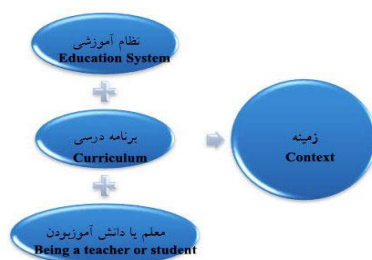 نظام آموزشی
Education System
برنامه درسی
Curriculum
معلم یا دانش آموزبودن
Being a teacher or student
زمینه
Context